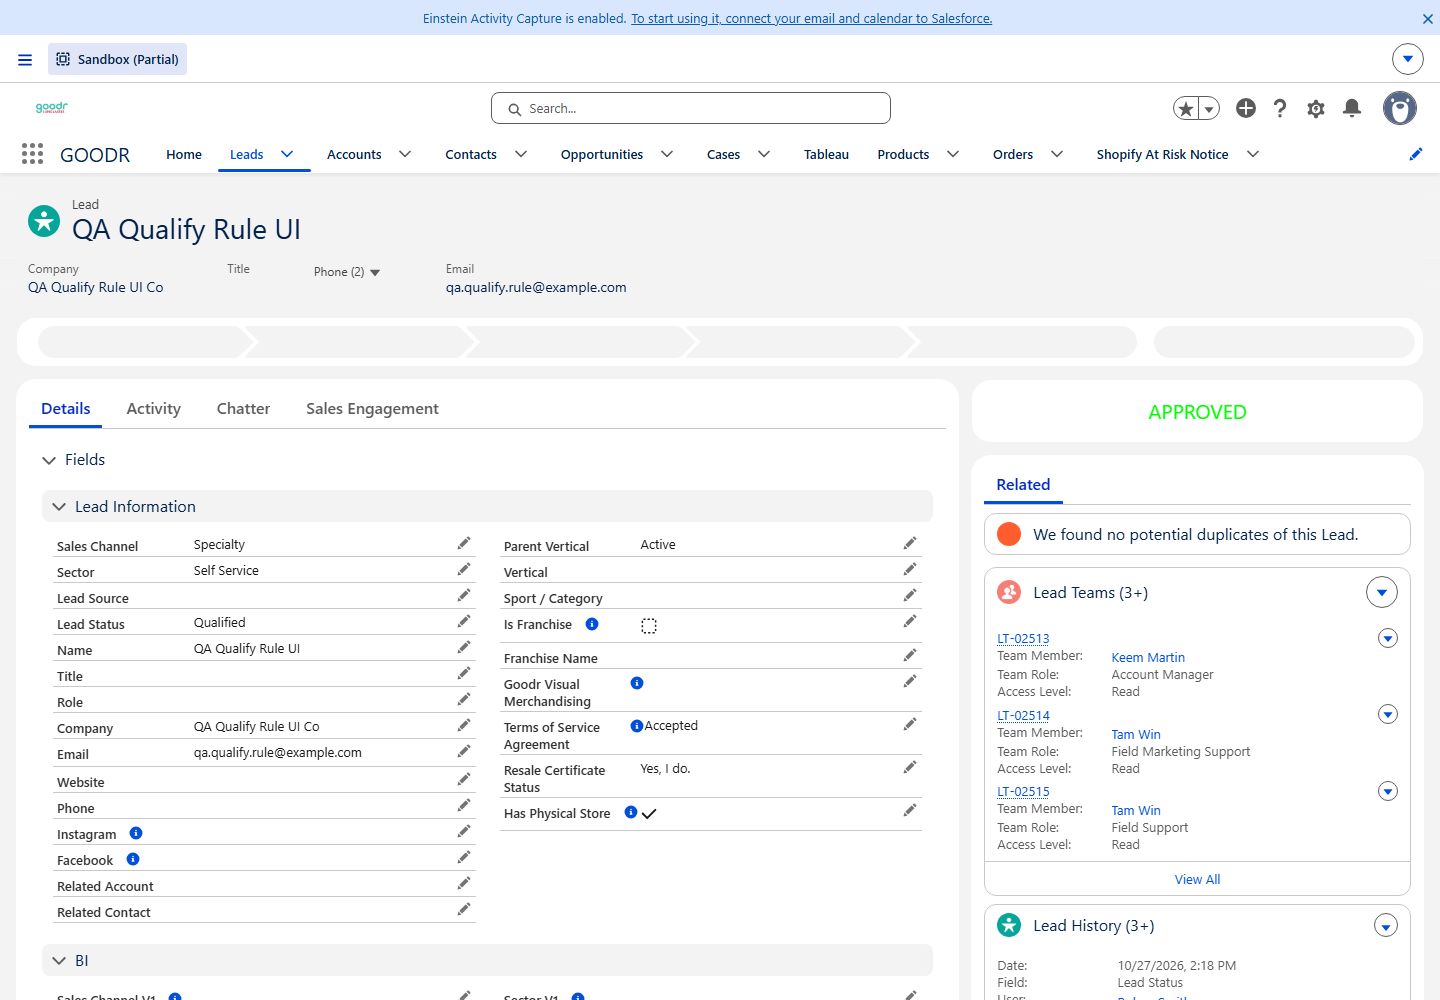 Einstein Activity Capture is enabled. To start using it, connect your email and calendar to Salesforce.
Sandbox (Partial)
goodr
Search...
GOODR
Home
Leads
Accounts
Contacts
Opportunities
Cases
Tableau
Products
Orders
Shopify At Risk Notice
Lead
QA Qualify Rule UI
Company
QA Qualify Rule UI Co
Title
Phone (2)
Email
qa.qualify.rule@example.com
Details
Activity
Chatter
Sales Engagement
Fields
Lead Information
Sales Channel
Specialty
Sector
Self Service
Lead Source
Lead Status
Qualified
Name
QA Qualify Rule UI
Title
Role
Company
QA Qualify Rule UI Co
Email
qa.qualify.rule@example.com
Website
Phone
Instagram
Facebook
Related Account
Related Contact
Parent Vertical
Active
Vertical
Sport / Category
Is Franchise
Franchise Name
Goodr Visual
Merchandising
Terms of Service
Agreement
Accepted
Resale Certificate
Status
Yes, I do.
Has Physical Store
BI
Sales Channel V1
Sector V1
APPROVED
Related
We found no potential duplicates of this Lead.
Lead Teams (3+)
LT-02513
Team Member:
Keem Martin
Team Role:
Account Manager
Access Level:
Read
LT-02514
Team Member:
Tam Win
Team Role:
Field Marketing Support
Access Level:
Read
LT-02515
Team Member:
Tam Win
Team Role:
Field Support
Access Level:
Read
View All
Lead History (3+)
Date:
10/27/2026, 2:18 PM
Field:
Lead Status
User: